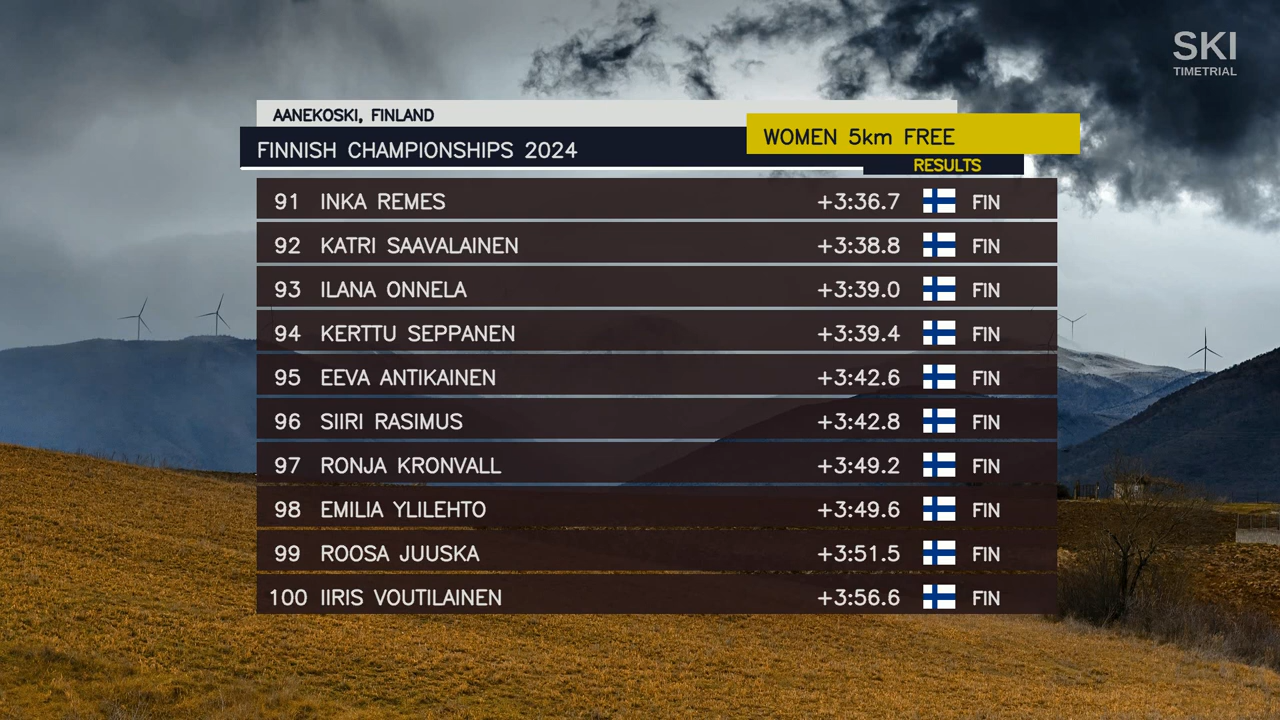 SKI
TIMETRIAL
AANEKOSKI, FINLAND
FINNISH CHAMPIONSHIPS 2024
WOMEN 5km FREE
RESULTS
91 INKA REMES +3:36.7 FIN
92 KATRI SAAVALAINEN +3:38.8 FIN
93 ILANA ONNELA +3:39.0 FIN
94 KERTTU SEPPANEN +3:39.4 FIN
95 EEVA ANTIKAINEN +3:42.6 FIN
96 SIIRI RASIMUS +3:42.8 FIN
97 RONJA KRONVALL +3:49.2 FIN
98 EMILIA YLILEHTO +3:49.6 FIN
99 ROOSA JUUSKA +3:51.5 FIN
100 IIRIS VOUTILAINEN +3:56.6 FIN